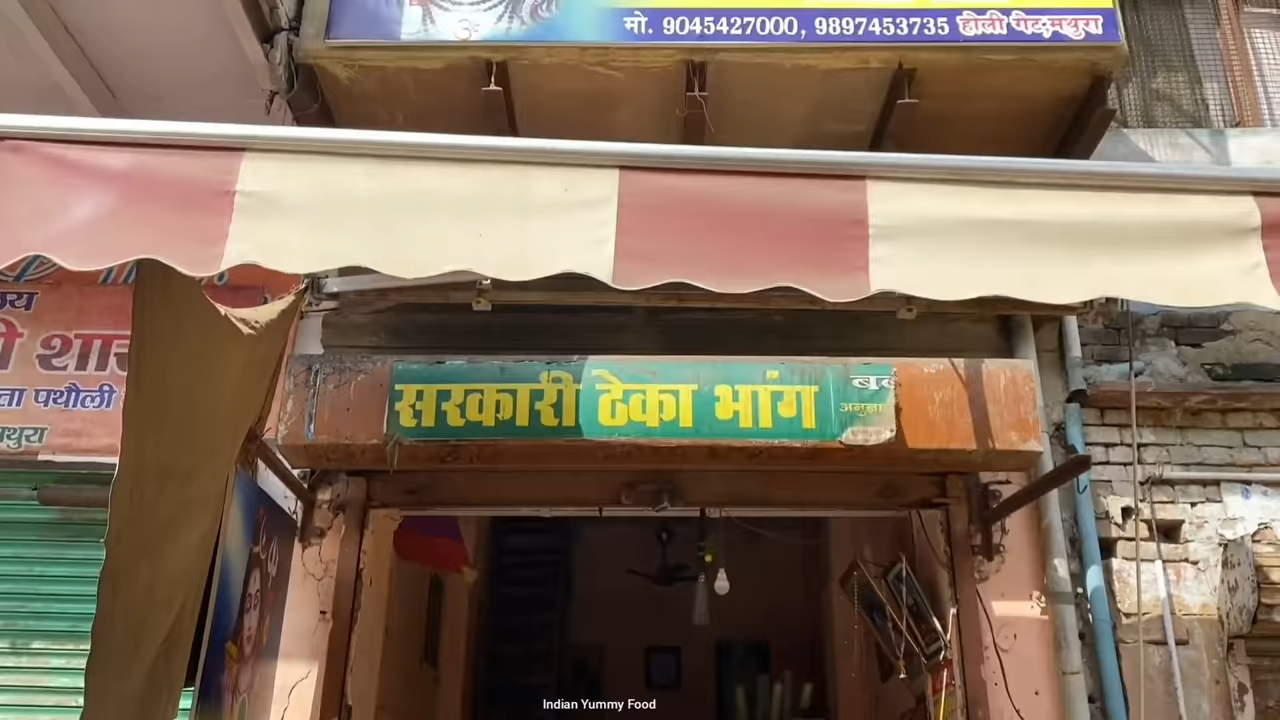 ॐ
मो. 9045427000, 9897453735 होली गेट,मथुरा
शा
ता पथौली
सरकारी ठेका भांग
Indian Yummy Food